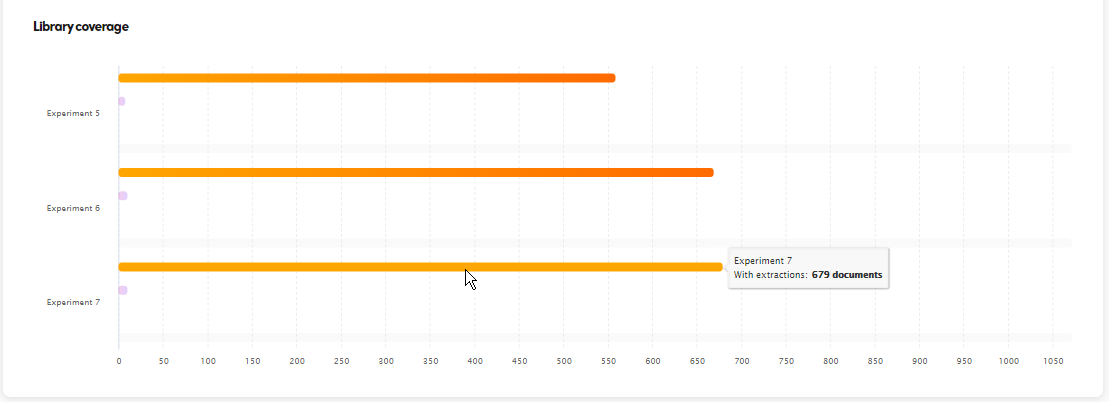 Library coverage
Experiment 5
Experiment 6
Experiment 7
With extractions: 679 documents
Experiment 7
0 50 100 150 200 250 300 350 400 450 500 550 600 650 700 750 800 850 900 950 1000 1050